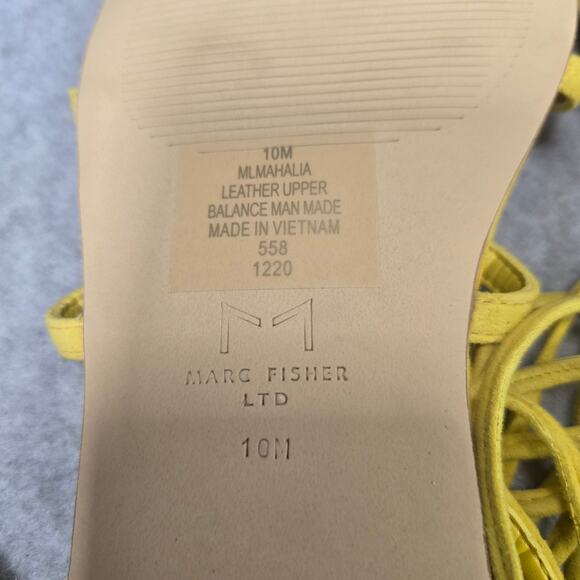 10M
MLMAHALIA
LEATHER UPPER
BALANCE MAN MADE
MADE IN VIETNAM
558
1220
MARC FISHER
LTD
10M